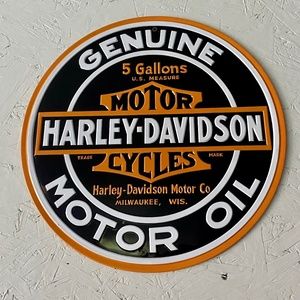 GENUINE
5 Gallons
U.S. MEASURE
MOTOR
HARLEY-DAVIDSON
TRADE MARK
CYCLES
Harley-Davidson Motor Co
MILWAUKEE, WIS.
MOTOR OIL